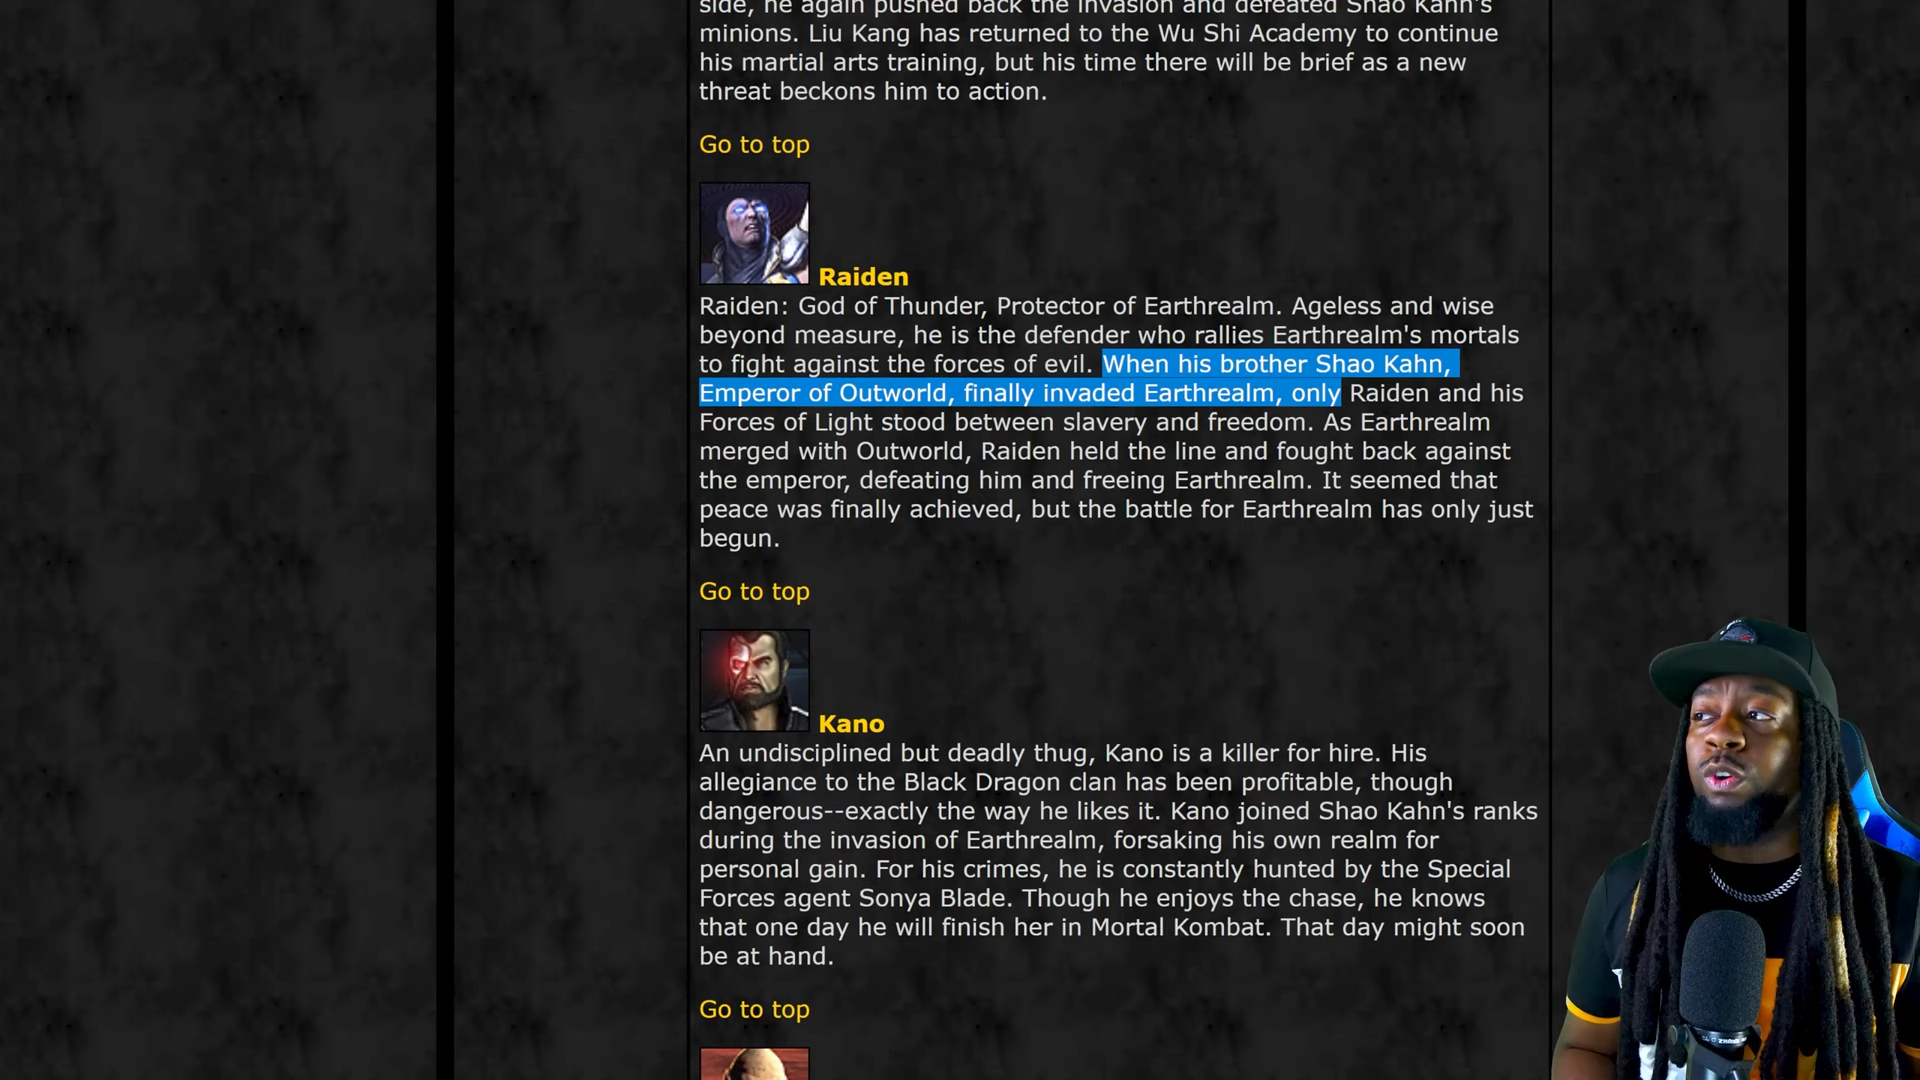 side, he again pushed back the invasion and defeated Shao Kahn's
minions. Liu Kang has returned to the Wu Shi Academy to continue
his martial arts training, but his time there will be brief as a new
threat beckons him to action.
Go to top
Raiden
Raiden: God of Thunder, Protector of Earthrealm. Ageless and wise
beyond measure, he is the defender who rallies Earthrealm's mortals
to fight against the forces of evil. When his brother Shao Kahn,
Emperor of Outworld, finally invaded Earthrealm, only Raiden and his
Forces of Light stood between slavery and freedom. As Earthrealm
merged with Outworld, Raiden held the line and fought back against
the emperor, defeating him and freeing Earthrealm. It seemed that
peace was finally achieved, but the battle for Earthrealm has only just
begun.
Go to top
Kano
An undisciplined but deadly thug, Kano is a killer for hire. His
allegiance to the Black Dragon clan has been profitable, though
dangerous--exactly the way he likes it. Kano joined Shao Kahn's ranks
during the invasion of Earthrealm, forsaking his own realm for
personal gain. For his crimes, he is constantly hunted by the Special
Forces agent Sonya Blade. Though he enjoys the chase, he knows
that one day he will finish her in Mortal Kombat. That day might soon
be at hand.
Go to top